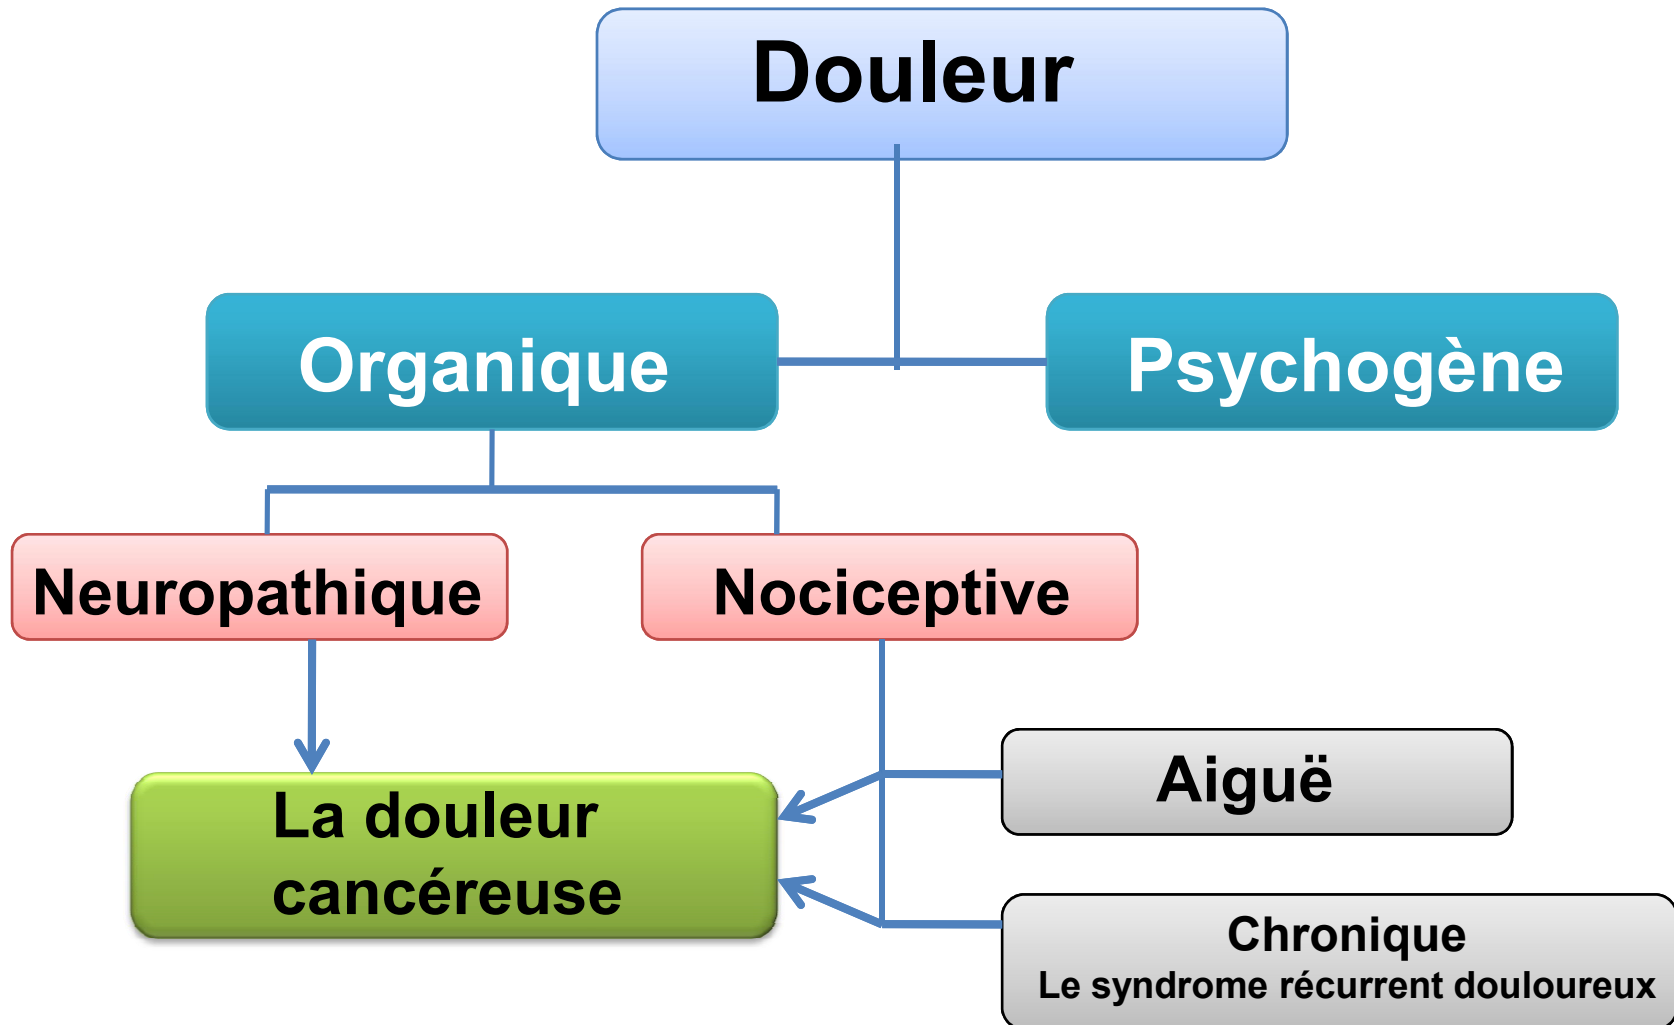 Douleur
Organique
Psychogène
Neuropathique
Nociceptive
Aiguë
La douleur
cancéreuse
Chronique
Le syndrome récurrent douloureux